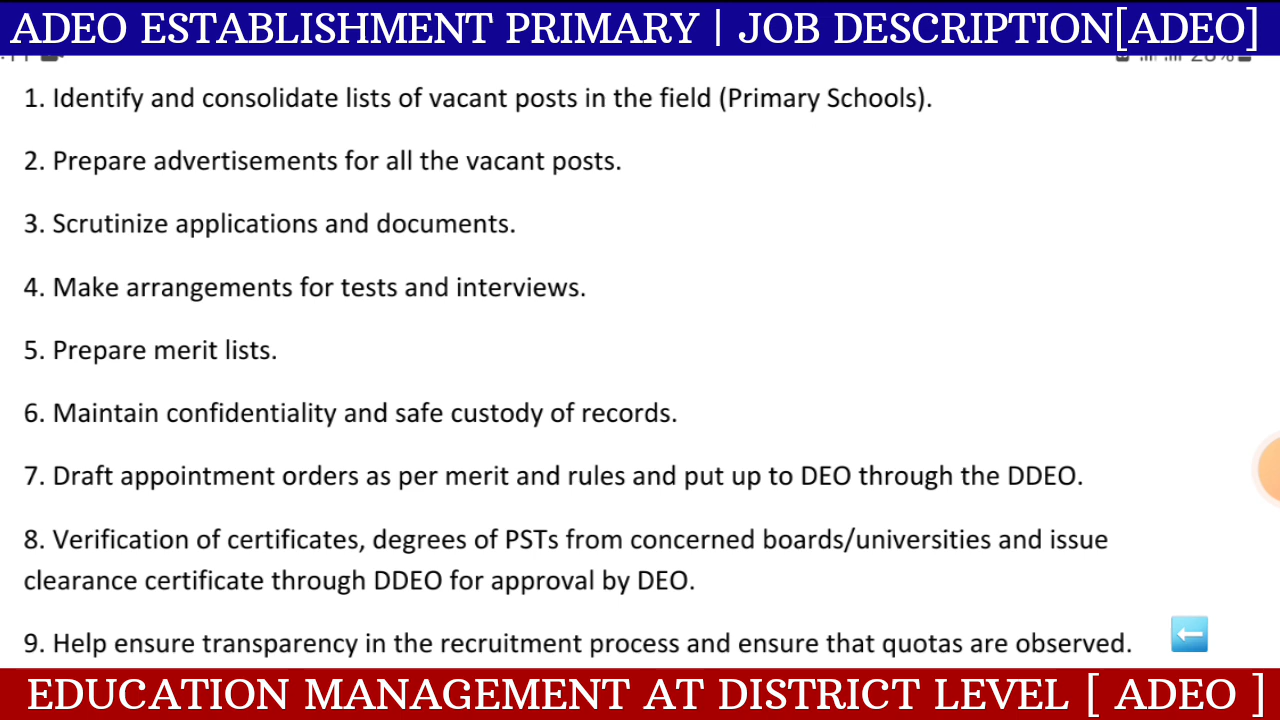 ADEO ESTABLISHMENT PRIMARY | JOB DESCRIPTION[ADEO]
1. Identify and consolidate lists of vacant posts in the field (Primary Schools).
2. Prepare advertisements for all the vacant posts.
3. Scrutinize applications and documents.
4. Make arrangements for tests and interviews.
5. Prepare merit lists.
6. Maintain confidentiality and safe custody of records.
7. Draft appointment orders as per merit and rules and put up to DEO through the DDEO.
8. Verification of certificates, degrees of PSTs from concerned boards/universities and issue
clearance certificate through DDEO for approval by DEO.
9. Help ensure transparency in the recruitment process and ensure that quotas are observed.
EDUCATION MANAGEMENT AT DISTRICT LEVEL [ ADEO ]